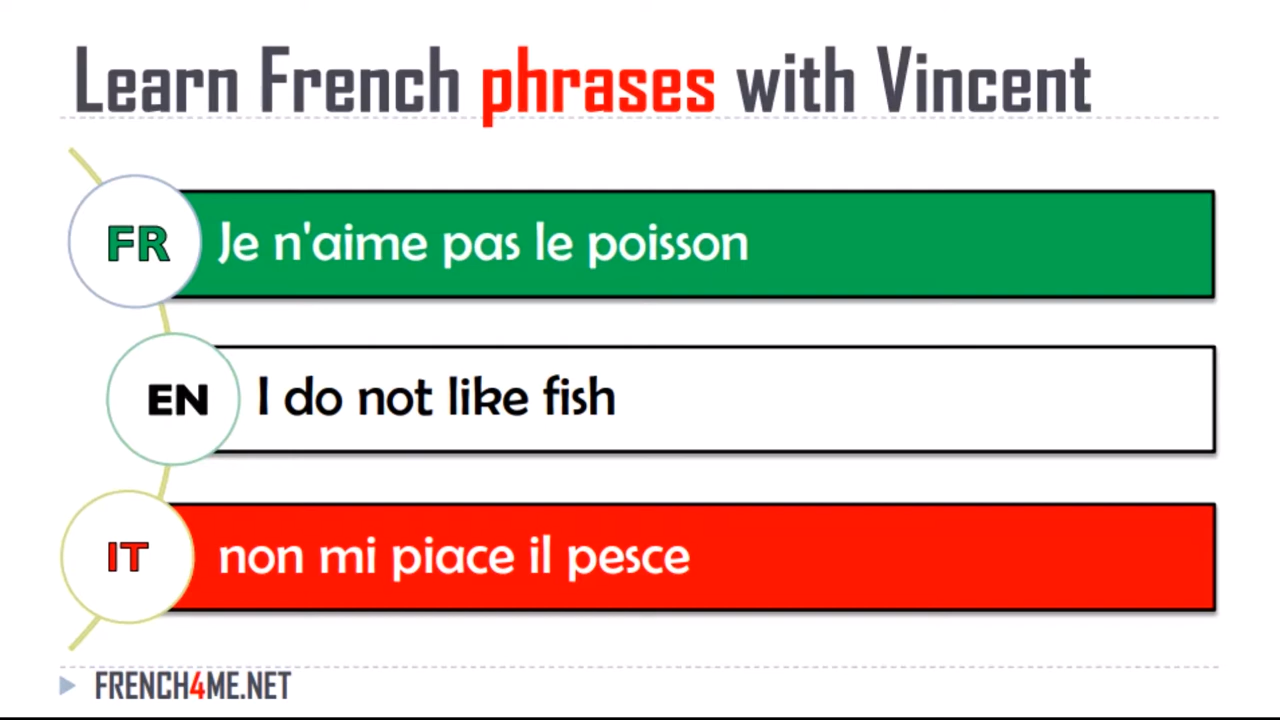 Learn French phrases with Vincent
FR
Je n'aime pas le poisson
EN
I do not like fish
IT
non mi piace il pesce
FRENCH4ME.NET